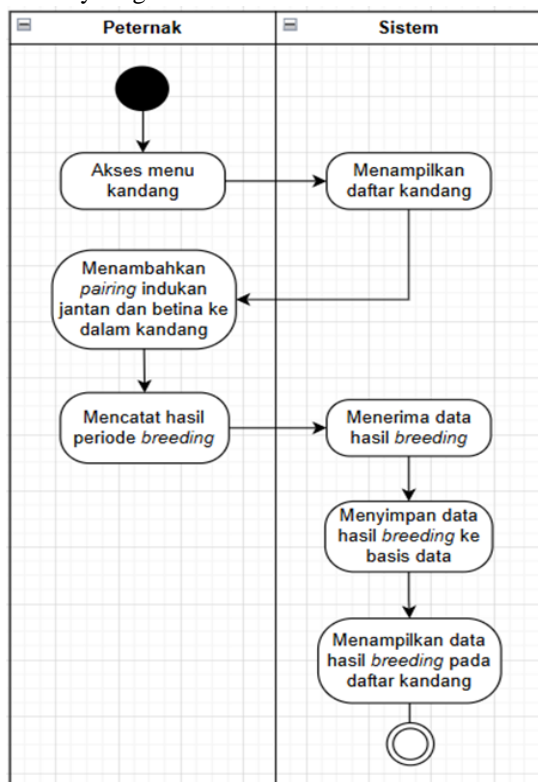 Peternak
Sistem
Akses menu
kandang
Menampilkan
daftar kandang
Menambahkan
pairing indukan
jantan dan betina ke
dalam kandang
Mencatat hasil
periode breeding
Menerima data
hasil breeding
Menyimpan data
hasil breeding ke
basis data
Menampilkan data
hasil breeding pada
daftar kandang